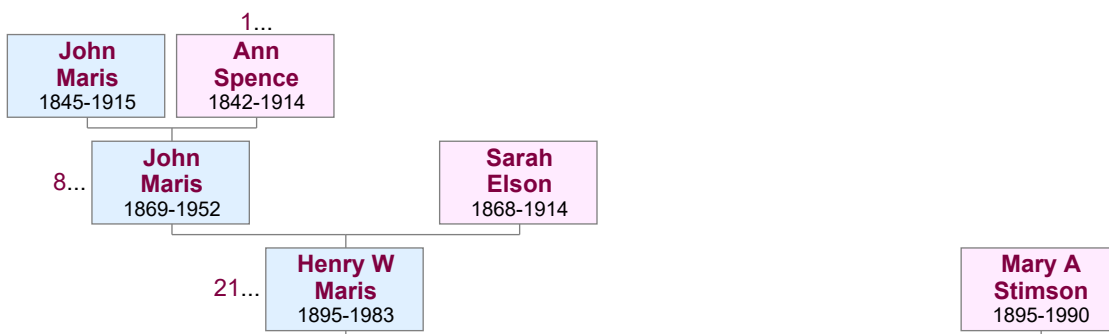 1...
John
Maris
1845-1915
Ann
Spence
1842-1914
8...
John
Maris
1869-1952
Sarah
Elson
1868-1914
21...
Henry W
Maris
1895-1983
Mary A
Stimson
1895-1990